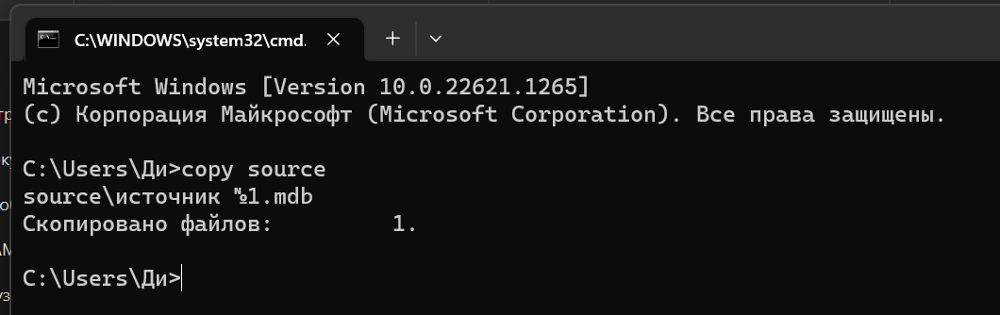 C:\WINDOWS\system32\cmd.
Microsoft Windows [Version 10.0.22621.1265]
(c) Корпорация Майкрософт (Microsoft Corporation). Все права защищены.
C:\Users\Ди>copy source
source\источник №1.mdb
Скопировано файлов:         1.
C:\Users\Ди>